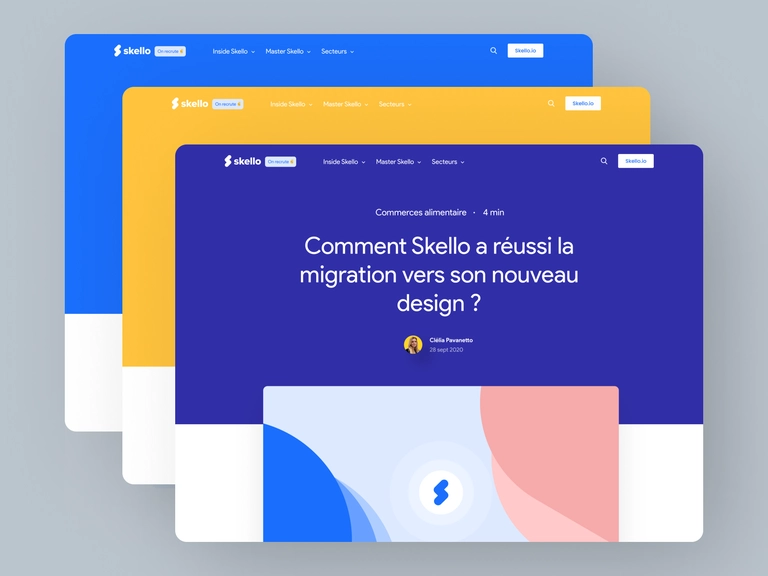 skello On recrute Inside Skello Master Skello Secteurs Skello.io
skello On recrute Inside Skello Master Skello Secteurs Skello.io
skello On recrute Inside Skello Master Skello Secteurs Skello.io
Commerces alimentaire · 4 min
Comment Skello a réussi la
migration vers son nouveau
design ?
Clélia Pavanetto
28 sept 2020